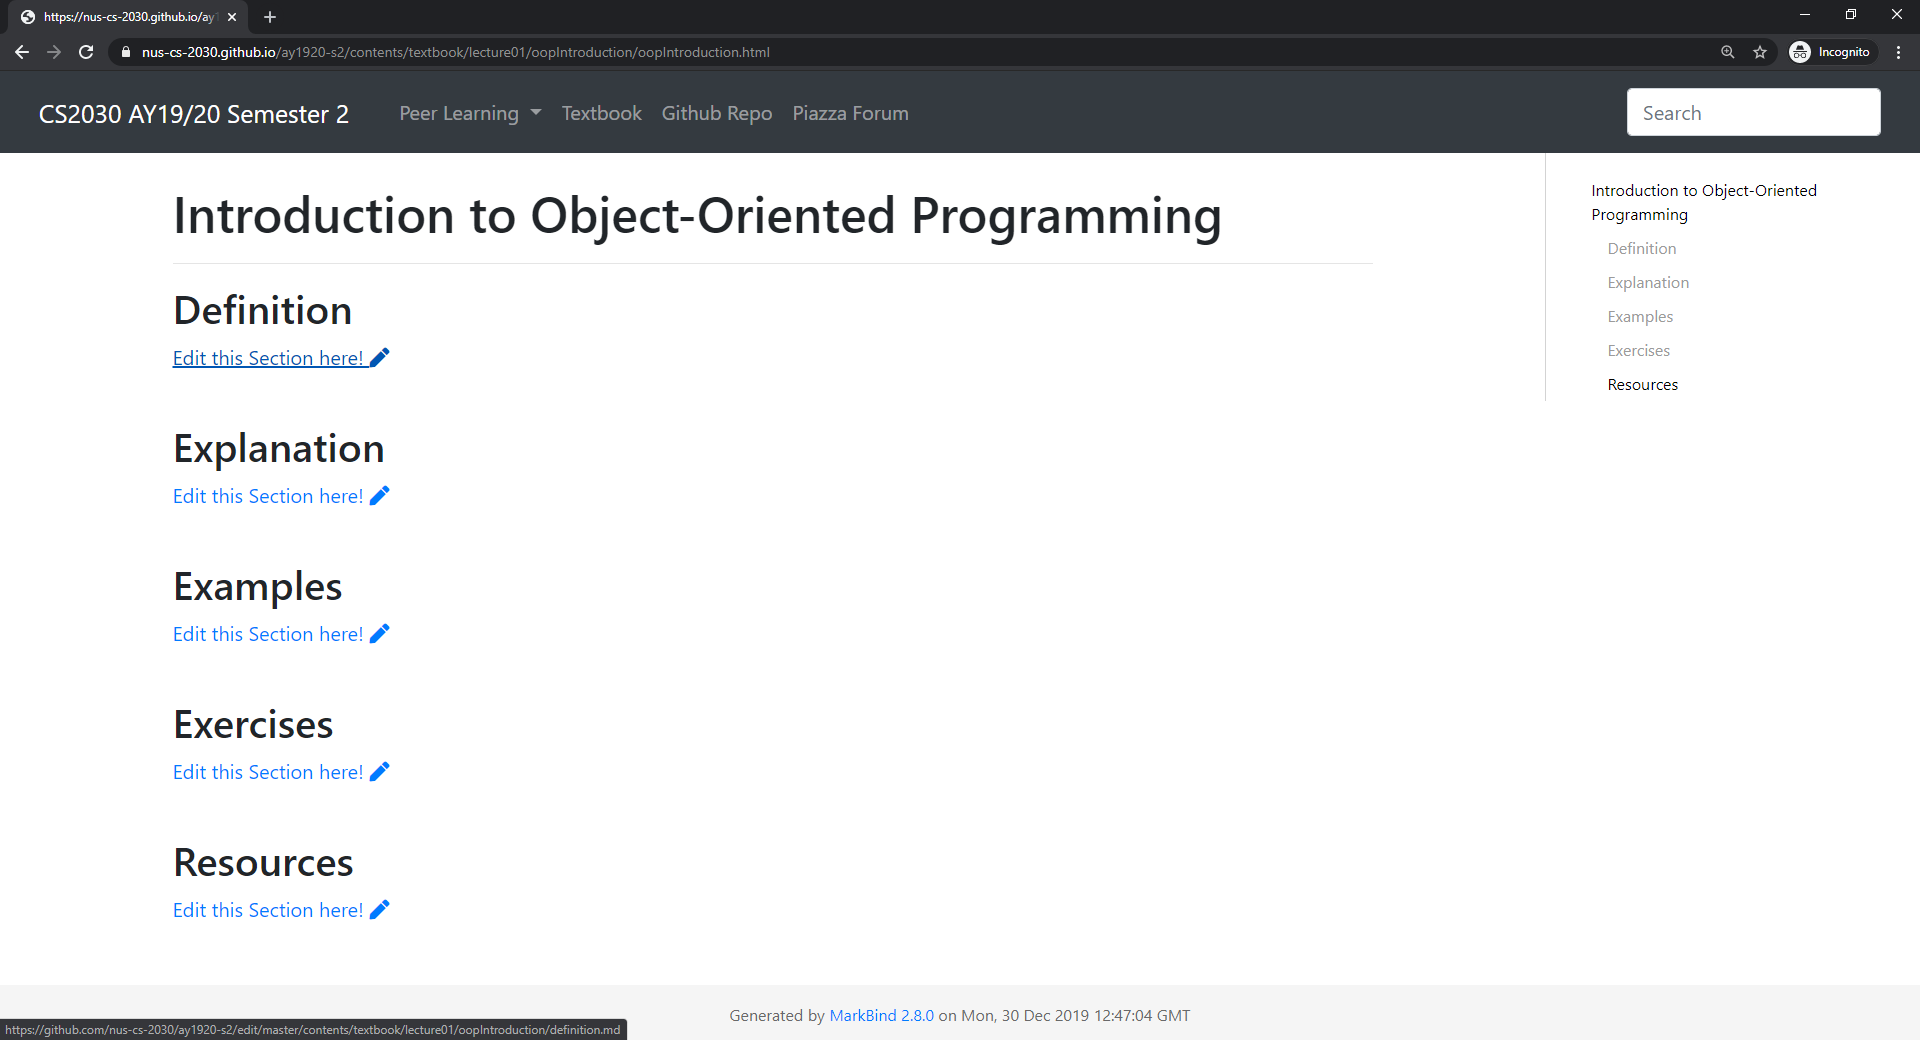 https://nus-cs-2030.github.io/ay1
nus-cs-2030.github.io/ay1920-s2/contents/textbook/lecture01/oopIntroduction/oopIntroduction.html
Incognito
CS2030 AY19/20 Semester 2
Peer Learning
Textbook
Github Repo
Piazza Forum
Search
Introduction to Object-Oriented Programming
Definition
Edit this Section here!
Explanation
Edit this Section here!
Examples
Edit this Section here!
Exercises
Edit this Section here!
Resources
Edit this Section here!
Introduction to Object-Oriented
Programming
Definition
Explanation
Examples
Exercises
Resources
Generated by MarkBind 2.8.0 on Mon, 30 Dec 2019 12:47:04 GMT
https://github.com/nus-cs-2030/ay1920-s2/edit/master/contents/textbook/lecture01/oopIntroduction/definition.md